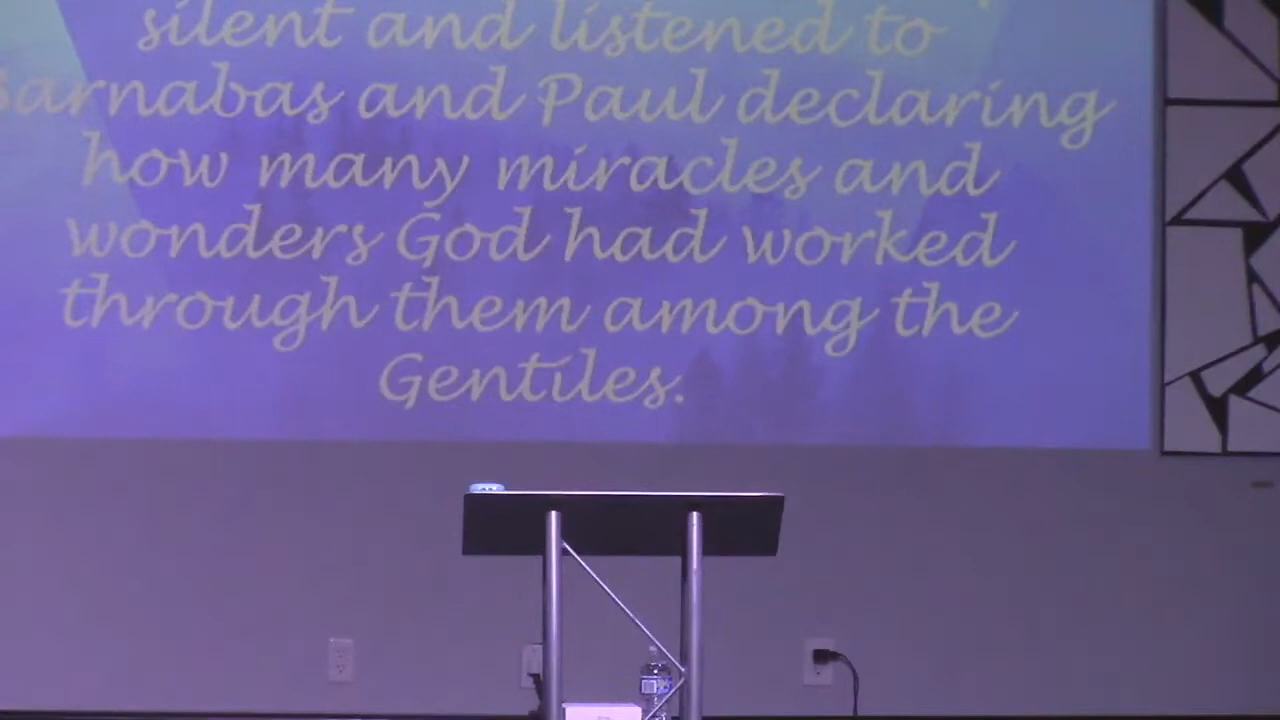 silent and listened to
Barnabas and Paul declaring
how many miracles and
wonders God had worked
through them among the
Gentiles.